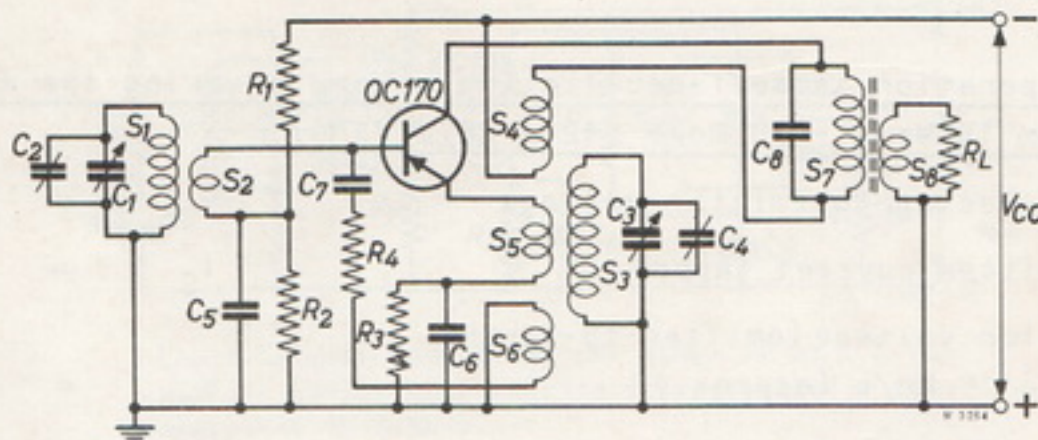 R1
OC170
S4
C8
S7
S8
RL
VCC
C2
C1
S1
S2
C7
C3
C4
S5
S3
R4
C5
R2
R3
C6
S6
−
+